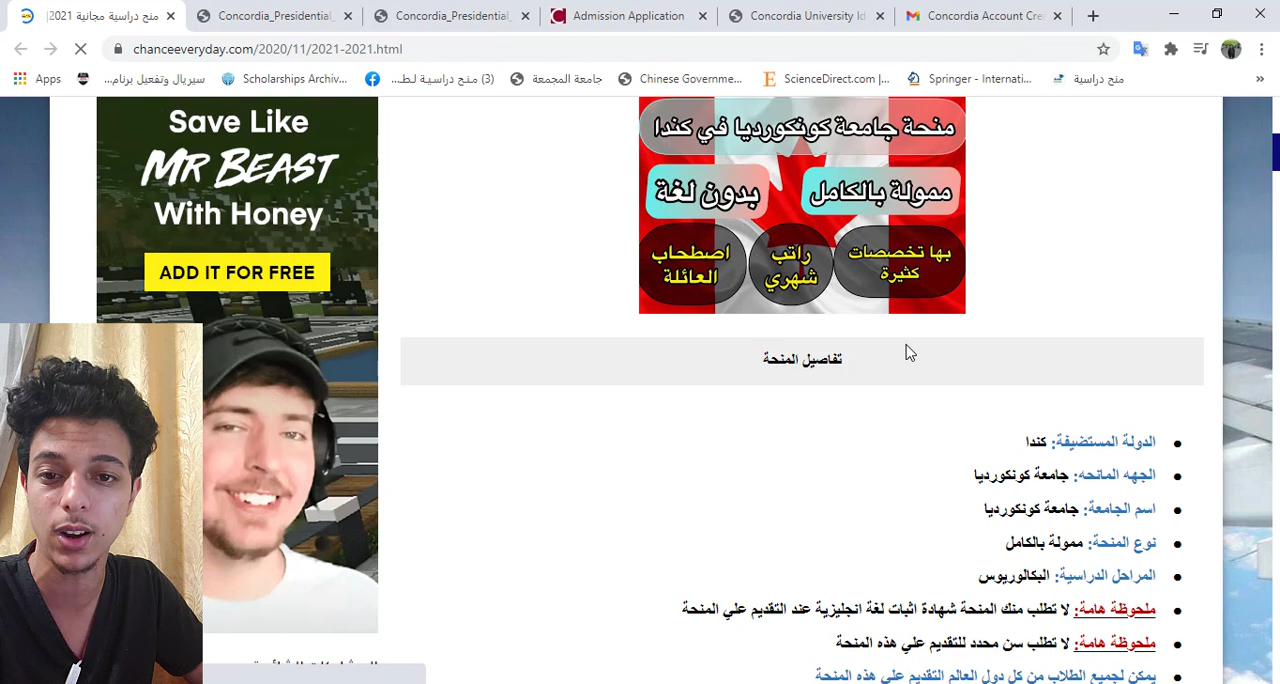 منح دراسية مجانية 2021|
Concordia_Presidential_
Concordia_Presidential_
Admission Application
Concordia University Id
Concordia Account Cre
chanceeveryday.com/2020/11/2021-2021.html
Apps
سيريال وتفعيل برنام...
Scholarships Archiv...
(3) منح دراسية لطـ...
جامعة المجمعة
Chinese Governme...
ScienceDirect.com |...
Springer - Internati...
منح دراسية
»
Save Like
MR BEAST
With Honey
ADD IT FOR FREE
منحة جامعة كونكورديا في كندا
ممولة بالكامل
بدون لغة
بها تخصصات
كثيرة
راتب
شهري
اصطحاب
العائلة
تفاصيل المنحة
الدولة المستضيفة: كندا
الجهه المانحه: جامعة كونكورديا
اسم الجامعة: جامعة كونكورديا
نوع المنحة: ممولة بالكامل
المراحل الدراسية: البكالوريوس
ملحوظة هامة: لا تطلب منك المنحة شهادة اثبات لغة انجليزية عند التقديم علي المنحة
ملحوظة هامة: لا تطلب سن محدد للتقديم علي هذه المنحة
يمكن لجميع الطلاب من كل دول العالم التقديم علي هذه المنحة